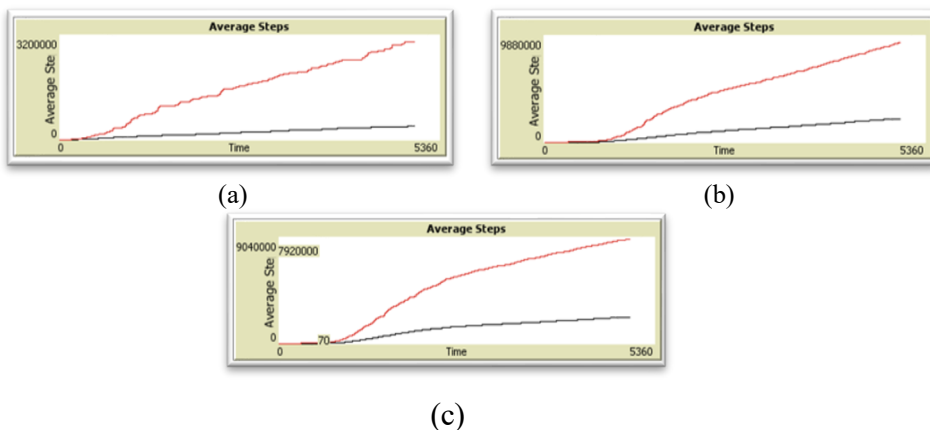 Average Steps
3200000
Average Ste
0
0
Time
5360
(a)
Average Steps
9880000
Average Ste
0
0
Time
5360
(b)
Average Steps
9040000
7920000
Average Ste
0
70
0
Time
5360
(c)